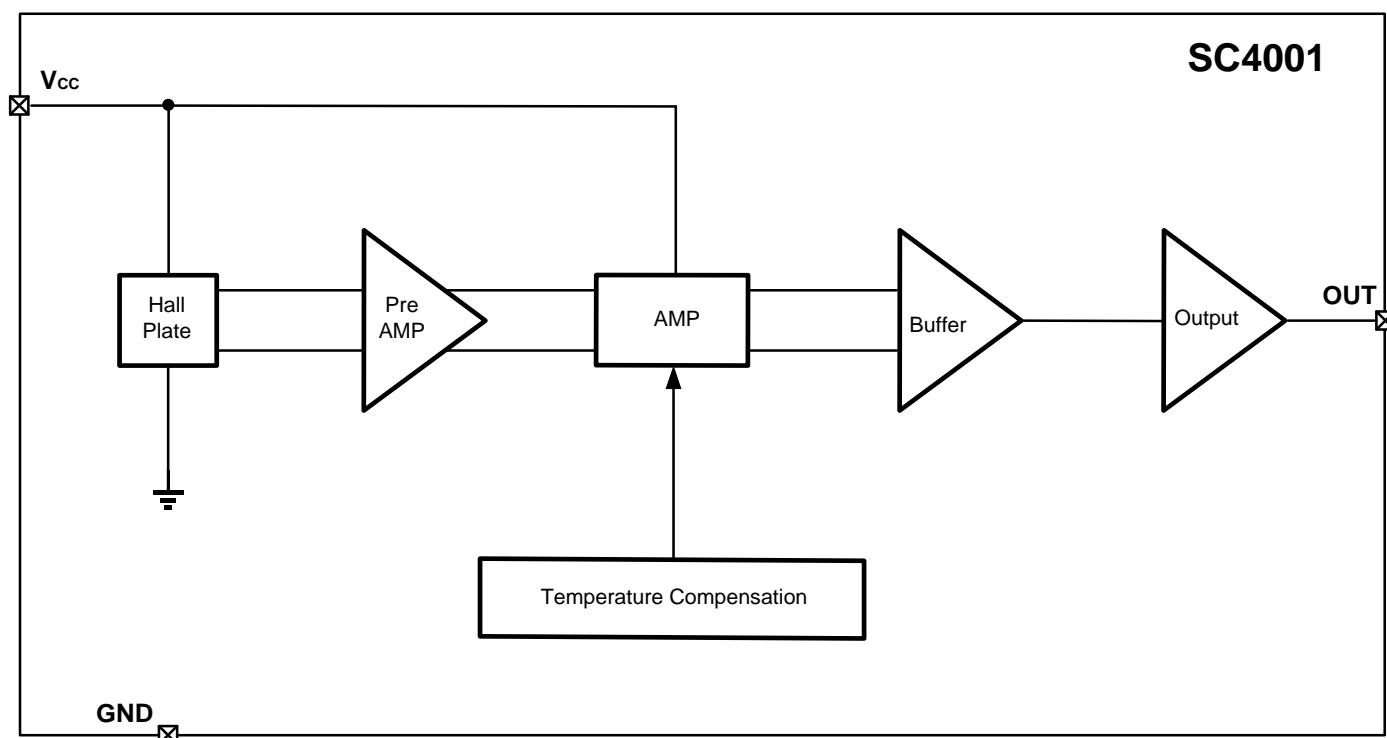 SC4001
Vcc
Hall
Plate
Pre
AMP
AMP
Buffer
Output
OUT
Temperature Compensation
GND